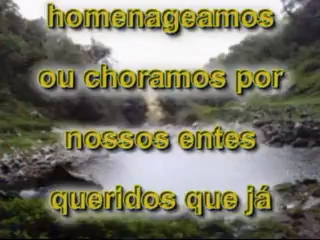 homenageamos
ou choramos por
nossos entes
queridos que já